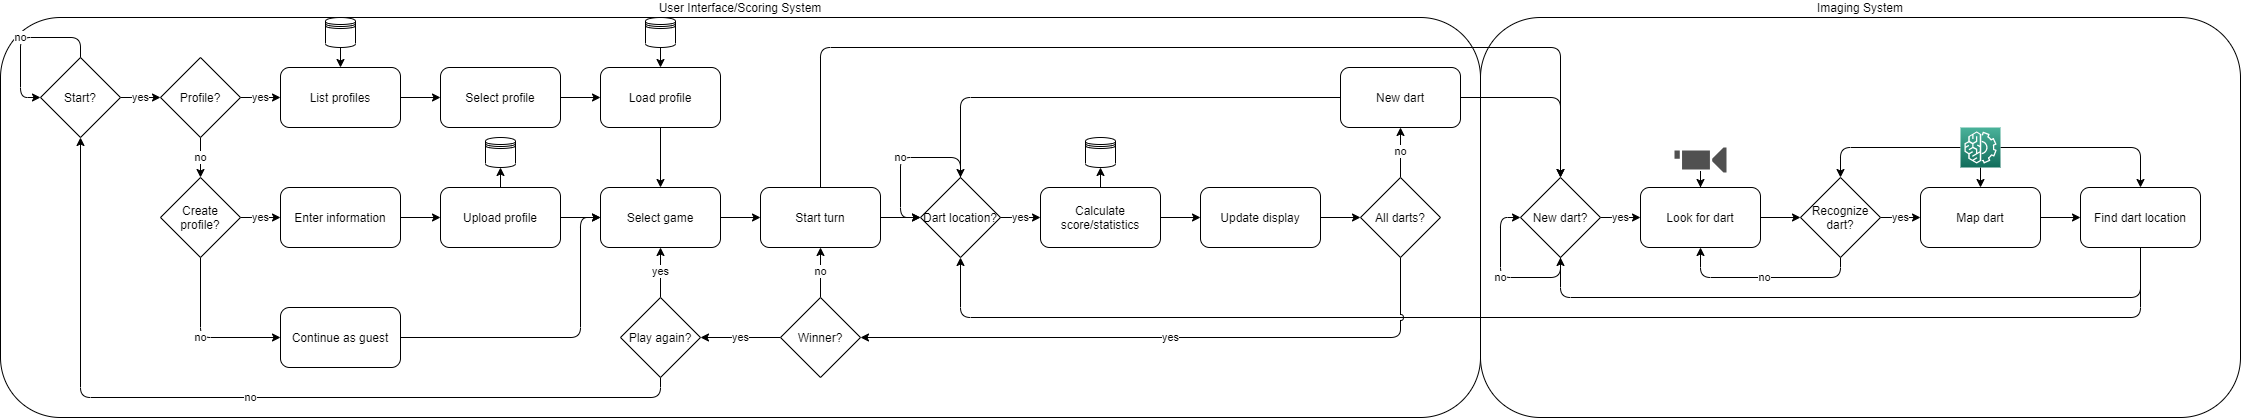 User Interface/Scoring System
Imaging System
no
Start?
yes
Profile?
yes
List profiles
Select profile
Load profile
New dart
no
no
no
Create
profile?
yes
Enter information
Upload profile
Select game
Start turn
Dart location?
yes
Calculate
score/statistics
Update display
All darts?
New dart?
yes
Look for dart
Recognize
dart?
yes
Map dart
Find dart location
yes
no
no
no
no
Continue as guest
Play again?
yes
Winner?
yes
no